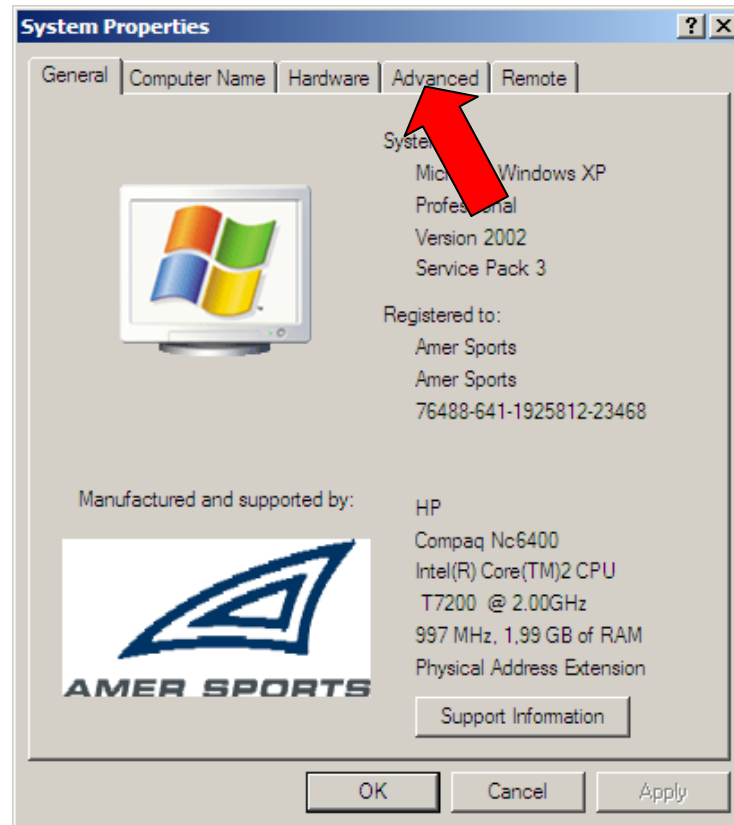 System Properties
General Computer Name Hardware Advanced Remote
Windows XP
Version 2002
Service Pack 3
Registered to:
Amer Sports
Amer Sports
76488-641-1925812-23468
Manufactured and supported by:
AMER SPORTS
HP
Compaq Nc6400
Intel(R) Core(TM)2 CPU
T7200 @ 2.00GHz
997 MHz, 1,99 GB of RAM
Physical Address Extension
Support Information
OK Cancel Apply